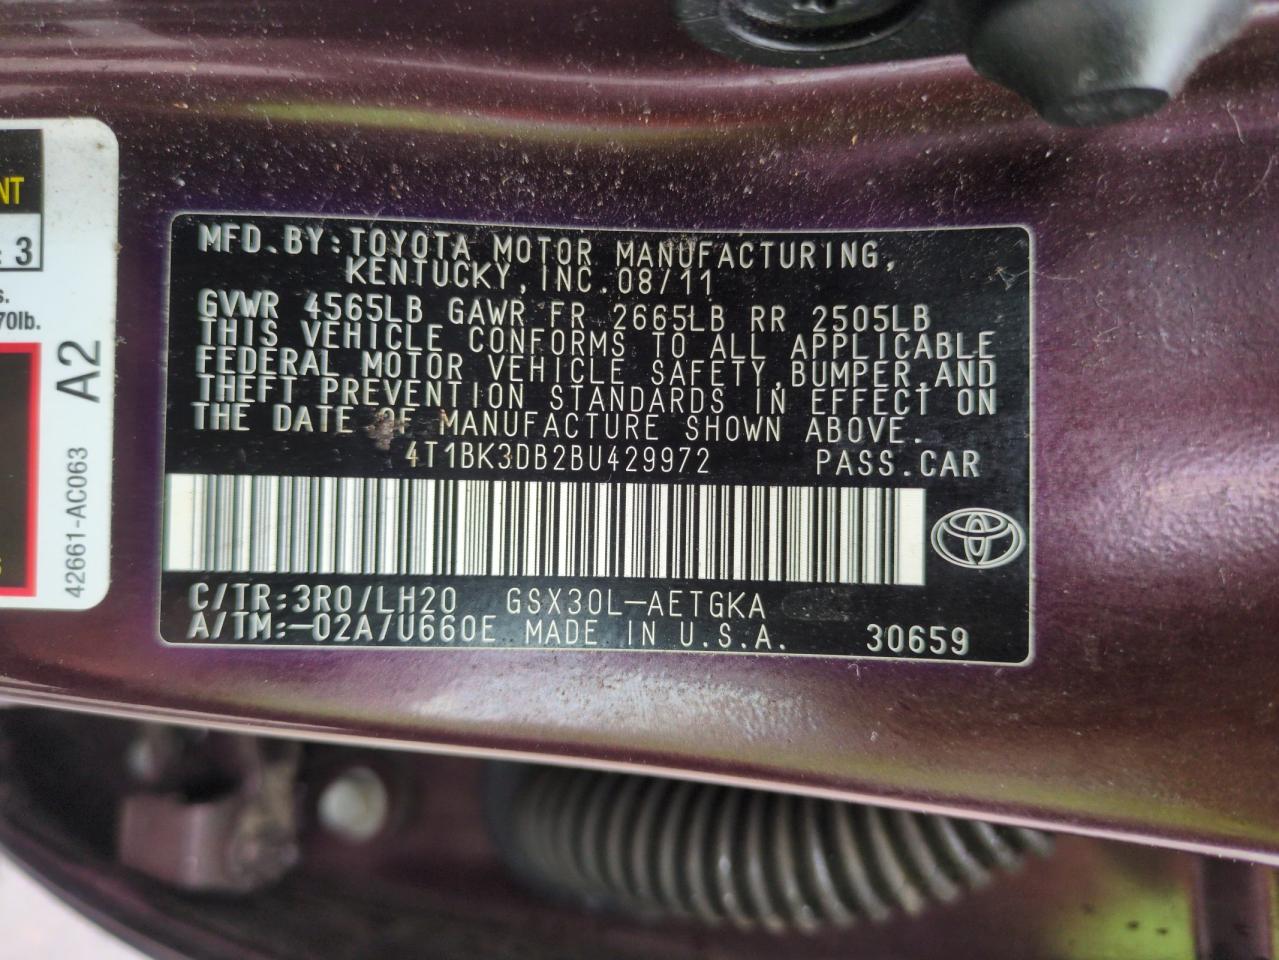 NT
: 3
s.
70lb.
A2
42661-AC063
MFD.BY:TOYOTA MOTOR MANUFACTURING,
KENTUCKY,INC.08/11
GVWR 4565LB GAWR FR 2665LB RR 2505LB
THIS VEHICLE CONFORMS TO ALL APPLICABLE
FEDERAL MOTOR VEHICLE SAFETY,BUMPER,AND
THEFT PREVENTION STANDARDS IN EFFECT ON
THE DATE OF MANUFACTURE SHOWN ABOVE.
4T1BK3DB2BU429972 PASS.CAR
C/TR:3R0/LH20 GSX30L-AETGKA
A/TM:-02A/U660E MADE IN U.S.A. 30659